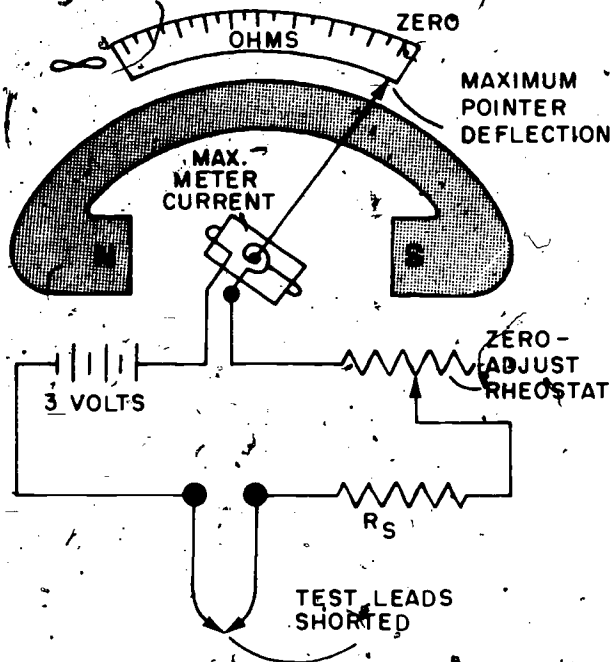 ZERO
OHMS
∞
MAXIMUM
POINTER
DEFLECTION
MAX.
METER
CURRENT
N
S
3 VOLTS
ZERO-
ADJUST
RHEOSTAT
RS
TEST LEADS
SHORTED